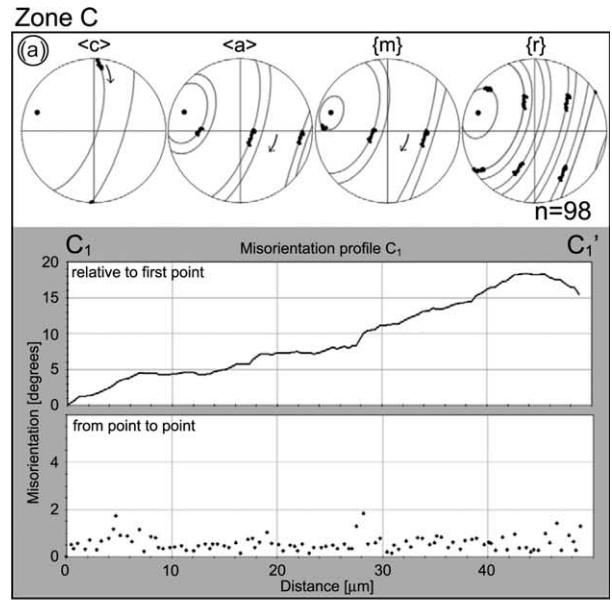 Zone C
(a) <c> <a> {m} {r}
n=98
C₁ Misorientation profile C₁ C₁'
relative to first point
20
15
10
5
0
from point to point
4
2
0
Misorientation [degrees]
0 10 20 30 40
Distance [µm]